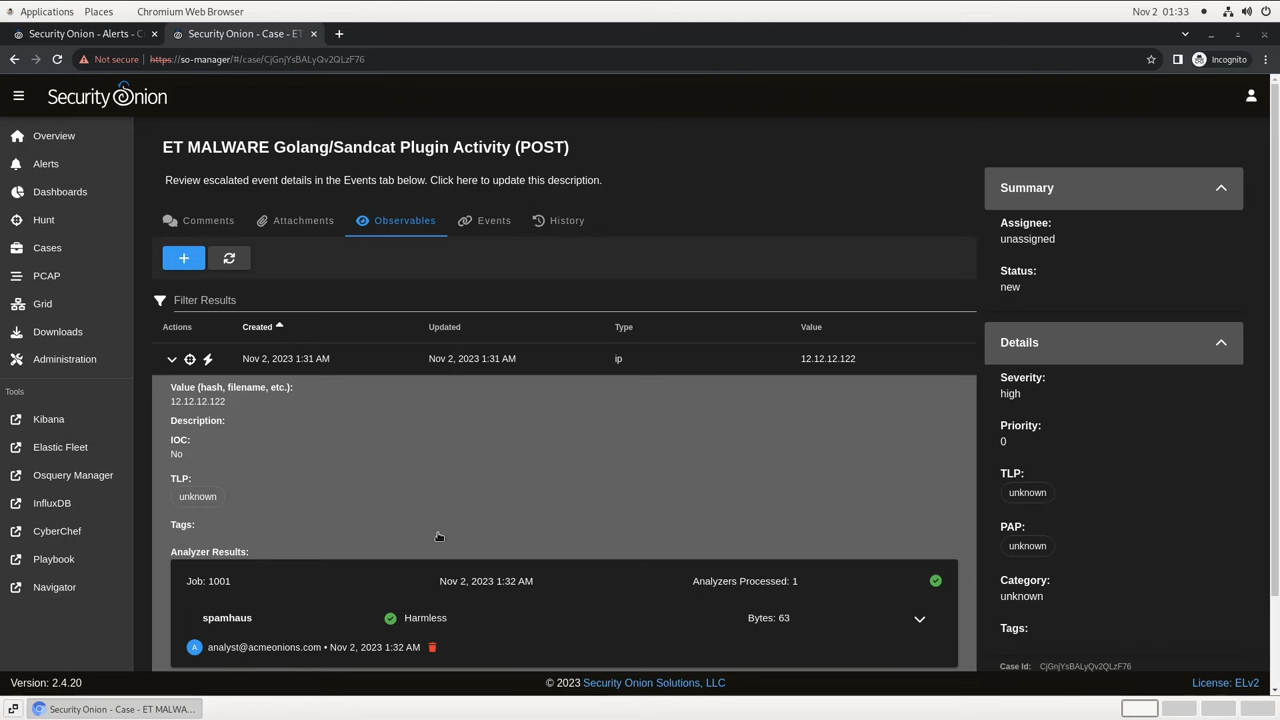 Applications Places Chromium Web Browser Nov 2 01:33
Security Onion - Alerts - C Security Onion - Case - ET
Not secure https://so-manager/#/case/CjGnjYsBALyQv2QLzF76 Incognito
Security Onion
Overview
Alerts
Dashboards
Hunt
Cases
PCAP
Grid
Downloads
Administration
Tools
Kibana
Elastic Fleet
Osquery Manager
InfluxDB
CyberChef
Playbook
Navigator
ET MALWARE Golang/Sandcat Plugin Activity (POST)
Review escalated event details in the Events tab below. Click here to update this description.
Comments Attachments Observables Events History
+
Filter Results
Actions Created Updated Type Value
Nov 2, 2023 1:31 AM Nov 2, 2023 1:31 AM ip 12.12.12.122
Value (hash, filename, etc.):
12.12.12.122
Description:
IOC:
No
TLP:
unknown
Tags:
Analyzer Results:
Job: 1001 Nov 2, 2023 1:32 AM Analyzers Processed: 1
spamhaus Harmless Bytes: 63
A analyst@acmeonions.com • Nov 2, 2023 1:32 AM
Summary
Assignee:
unassigned
Status:
new
Details
Severity:
high
Priority:
0
TLP:
unknown
PAP:
unknown
Category:
unknown
Tags:
Case Id: CjGnjYsBALyQv2QLzF76
Version: 2.4.20 © 2023 Security Onion Solutions, LLC License: ELv2
Security Onion - Case - ET MALWA...